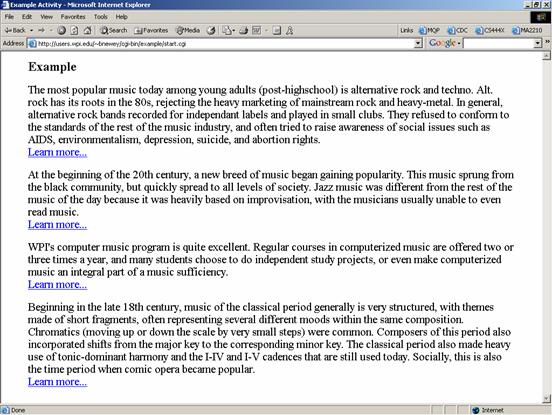 Example Activity - Microsoft Internet Explorer
File Edit View Favorites Tools Help
Back Search Favorites Media Links MQP CDC CS444X MA2210
Address http://users.wpi.edu/~bnewey/cgi-bin/example/start.cgi Google
Example
The most popular music today among young adults (post-highschool) is alternative rock and techno. Alt.
rock has its roots in the 80s, rejecting the heavy marketing of mainstream rock and heavy-metal. In general,
alternative rock bands recorded for independant labels and played in small clubs. They refused to conform to
the standards of the rest of the music industry, and often tried to raise awareness of social issues such as
AIDS, environmentalism, depression, suicide, and abortion rights.
Learn more...
At the beginning of the 20th century, a new breed of music began gaining popularity. This music sprung from
the black community, but quickly spread to all levels of society. Jazz music was different from the rest of the
music of the day because it was heavily based on improvisation, with the musicians usually unable to even
read music.
Learn more...
WPI's computer music program is quite excellent. Regular courses in computerized music are offered two or
three times a year, and many students choose to do independent study projects, or even make computerized
music an integral part of a music sufficiency.
Learn more...
Beginning in the late 18th century, music of the classical period generally is very structured, with themes
made of short fragments, often representing several different moods within the same composition.
Chromatics (moving up or down the scale by very small steps) were common. Composers of this period also
incorporated shifts from the major key to the corresponding minor key. The classical period also made heavy
use of tonic-dominant harmony and the I-IV and I-V cadences that are still used today. Socially, this is also
the time period when comic opera became popular.
Learn more...
Done Internet